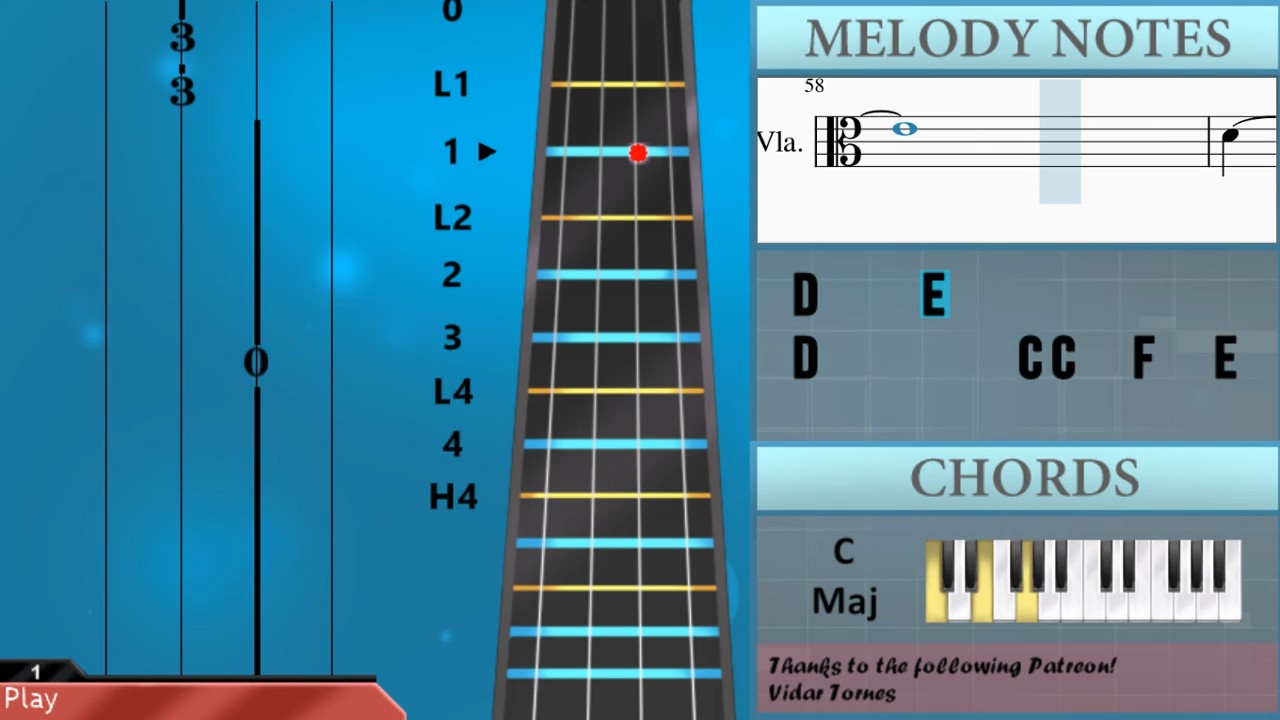 3
3
0
1
Play
0
L1
1
L2
2
3
L4
4
H4
MELODY NOTES
58
Vla.
D E
D CC F E
CHORDS
C
Maj
Thanks to the following Patreon!
Vidar Tornes